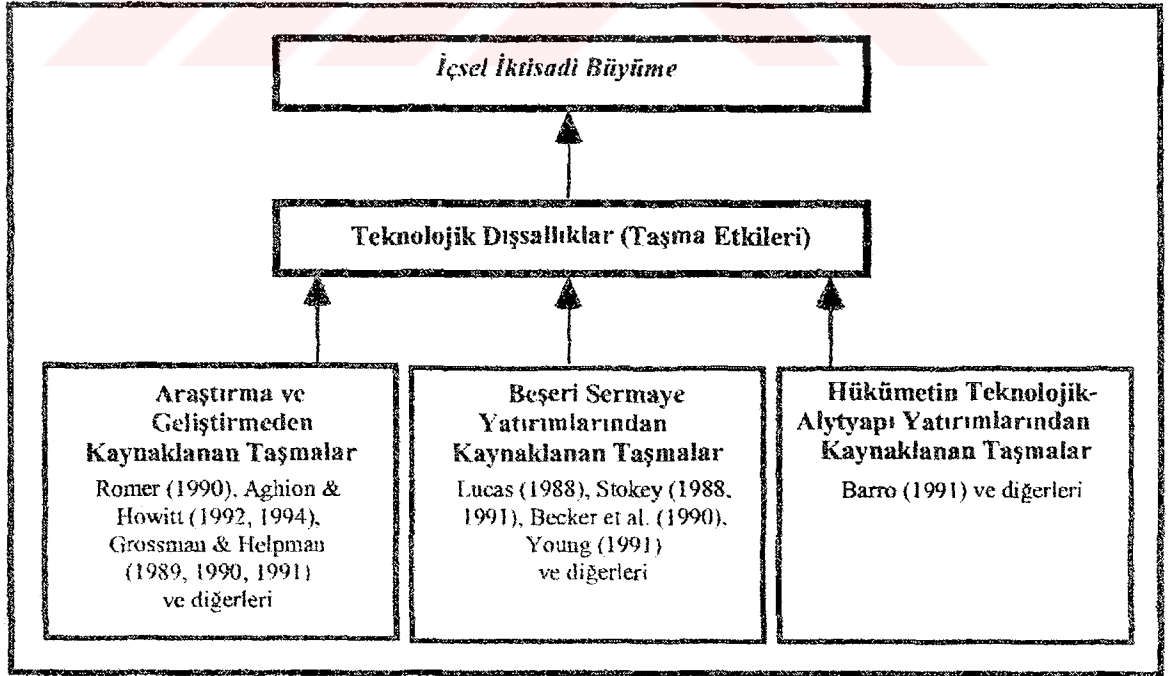 İçsel İktisadi Büyüme
Teknolojik Dışsallıklar (Taşma Etkileri)
Araştırma ve
Geliştirmeden
Kaynaklanan Taşmalar
Romer (1990), Aghion &
Howitt (1992, 1994),
Grossman & Helpman
(1989, 1990, 1991)
ve diğerleri
Beşeri Sermaye
Yatırımlarından
Kaynaklanan Taşmalar
Lucas (1988), Stokey (1988,
1991), Becker et al. (1990),
Young (1991)
ve diğerleri
Hükümetin Teknolojik-
Alytyapı Yatırımlarından
Kaynaklanan Taşmalar
Barro (1991) ve diğerleri